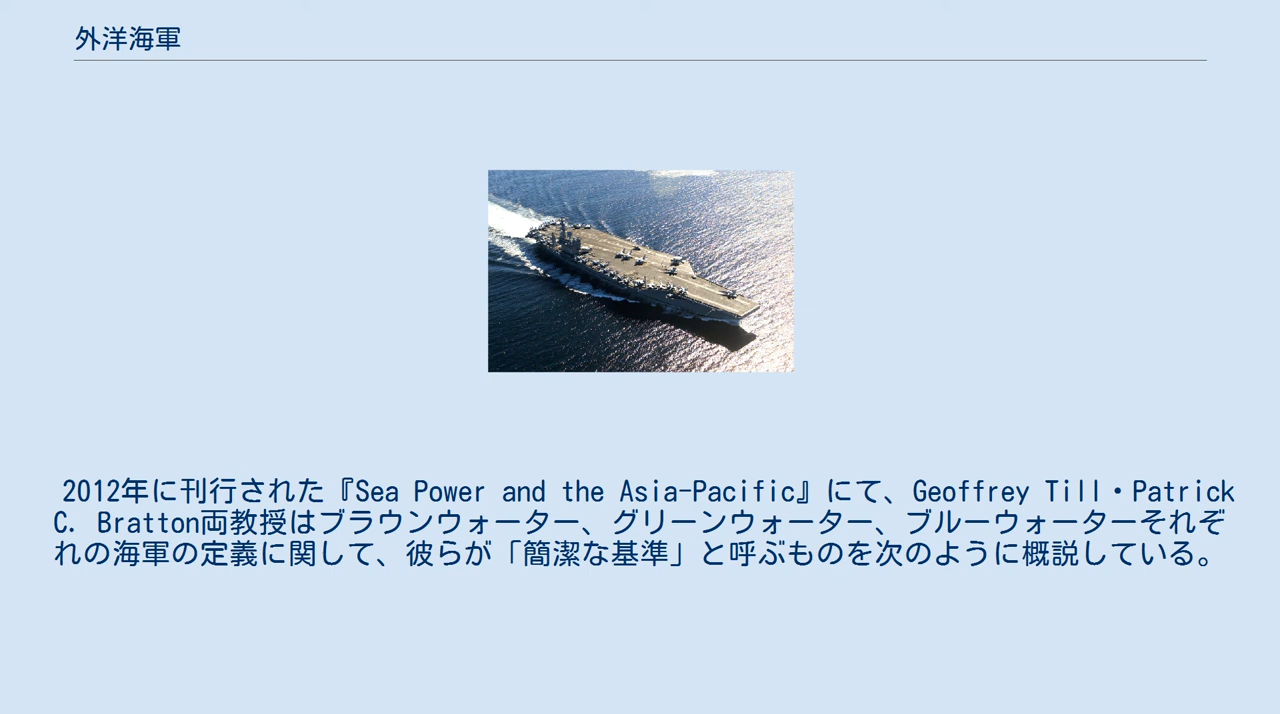 外洋海軍
2012年に刊行された『Sea Power and the Asia-Pacific』にて、Geoffrey Till・Patrick
C. Bratton両教授はブラウンウォーター、グリーンウォーター、ブルーウォーターそれぞ
れの海軍の定義に関して、彼らが「簡潔な基準」と呼ぶものを次のように概説している。